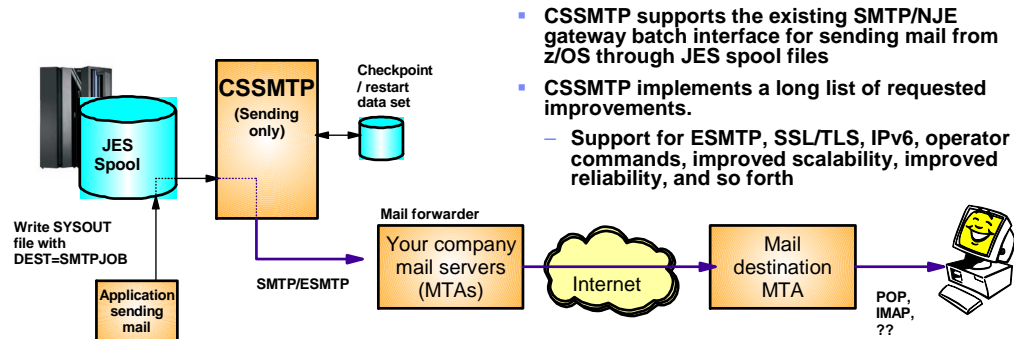 ▪ CSSMTP supports the existing SMTP/NJE
gateway batch interface for sending mail from
z/OS through JES spool files
▪ CSSMTP implements a long list of requested
improvements.
– Support for ESMTP, SSL/TLS, IPv6, operator
commands, improved scalability, improved
reliability, and so forth
CSSMTP
(Sending
only)
Checkpoint
/ restart
data set
JES
Spool
Write SYSOUT
file with
DEST=SMTPJOB
Application
sending
mail
SMTP/ESMTP
Mail forwarder
Your company
mail servers
(MTAs)
Internet
Mail
destination
MTA
POP,
IMAP,
??